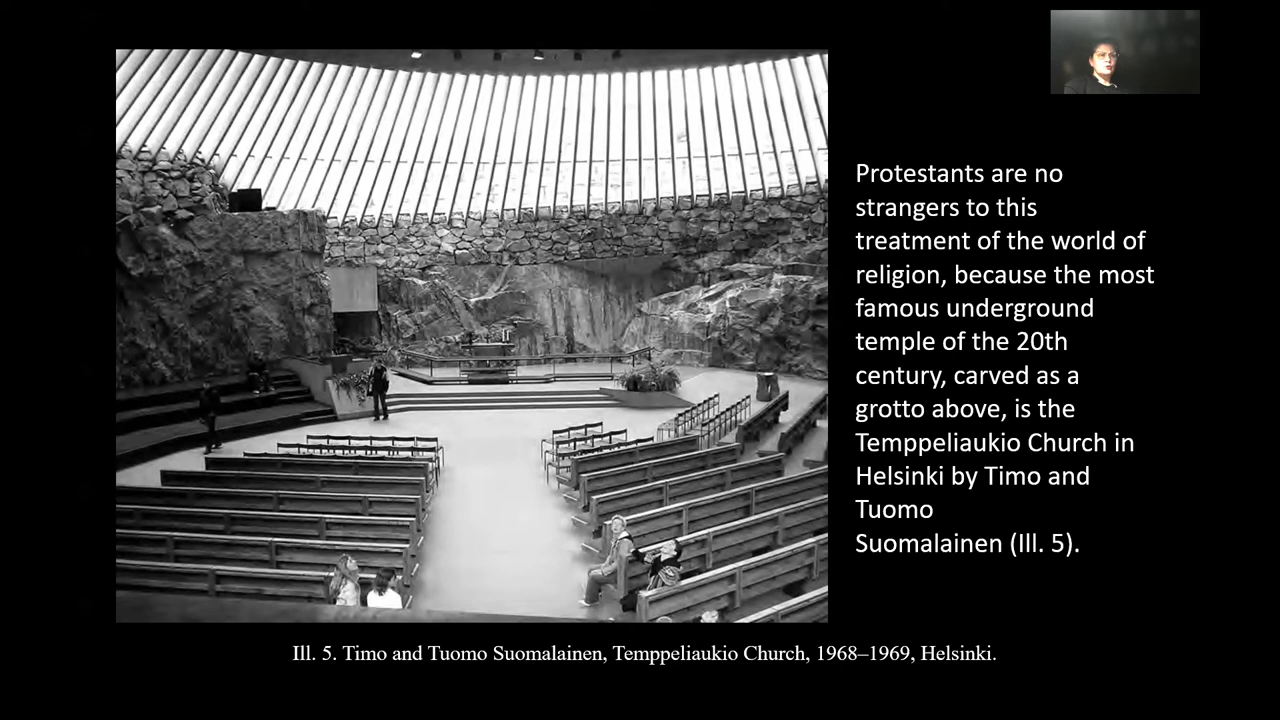 Protestants are no
strangers to this
treatment of the world of
religion, because the most
famous underground
temple of the 20th
century, carved as a
grotto above, is the
Temppeliaukio Church in
Helsinki by Timo and
Tuomo
Suomalainen (Ill. 5).
Ill. 5. Timo and Tuomo Suomalainen, Temppeliaukio Church, 1968–1969, Helsinki.